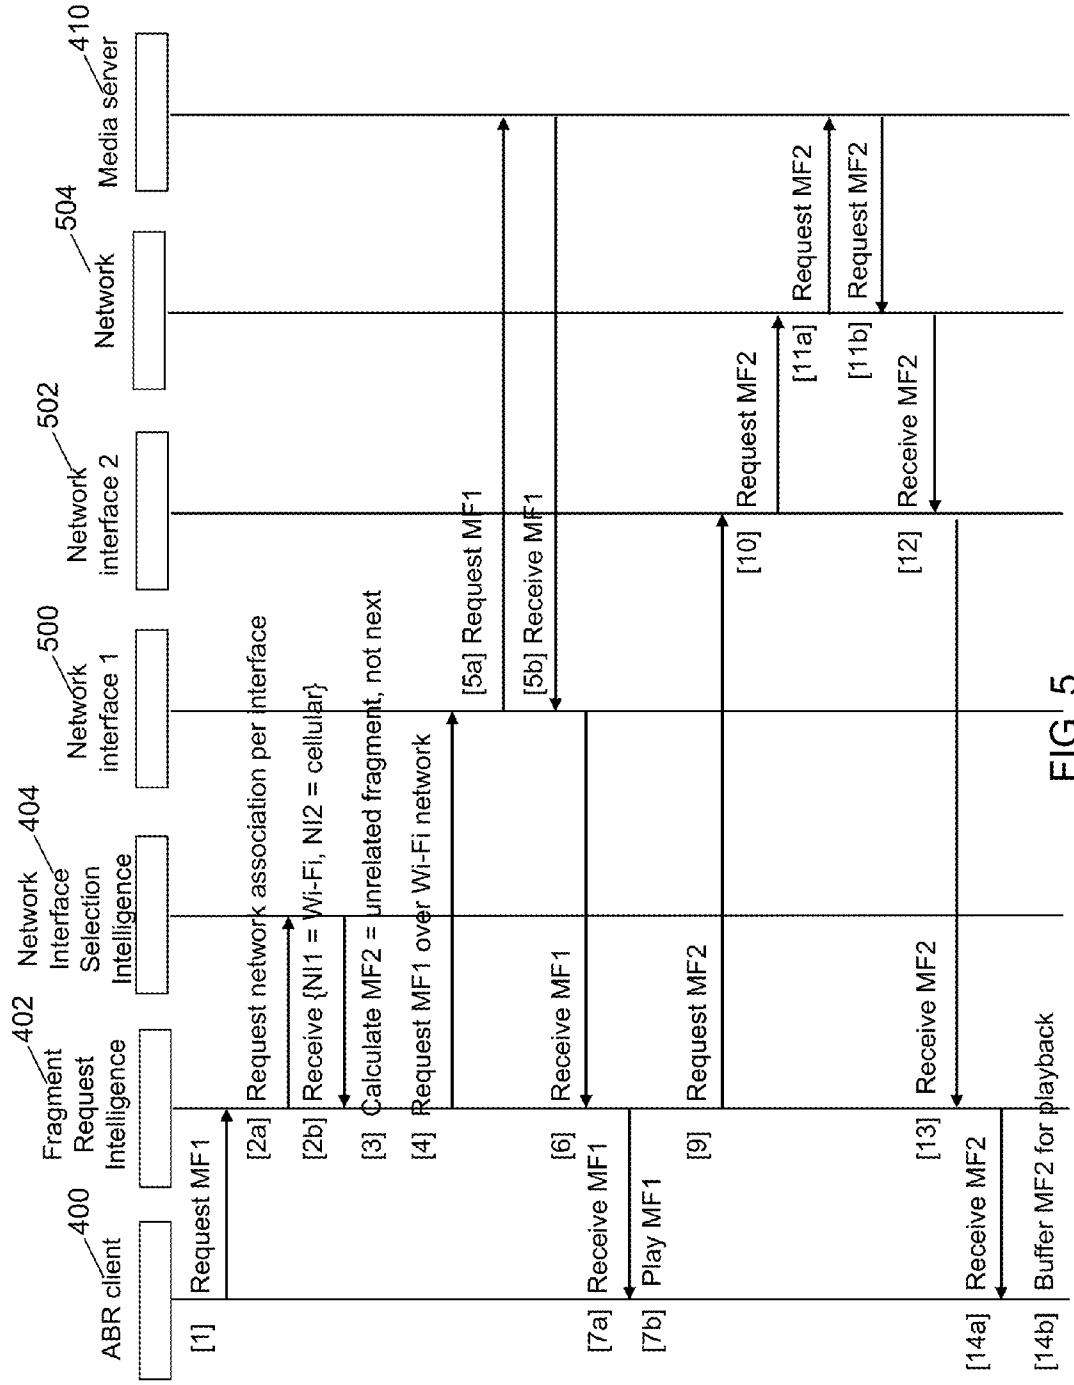 ABR client
400
Fragment
Request
Intelligence
402
Network
Interface
Selection
Intelligence
404
Network
interface 1
500
Network
interface 2
502
Network
504
Media server
410
[1] Request MF1
[2a] Request network association per interface
[2b] Receive {NI1 = Wi-Fi, NI2 = cellular}
[3] Calculate MF2 = unrelated fragment, not next
[4] Request MF1 over Wi-Fi network
[5a] Request MF1
[5b] Receive MF1
[6] Receive MF1
[7a] Receive MF1
[7b] Play MF1
[9] Request MF2
[10] Request MF2
[11a] Request MF2
[11b] Request MF2
[12] Receive MF2
[13] Receive MF2
[14a] Receive MF2
[14b] Buffer MF2 for playback
FIG. 5